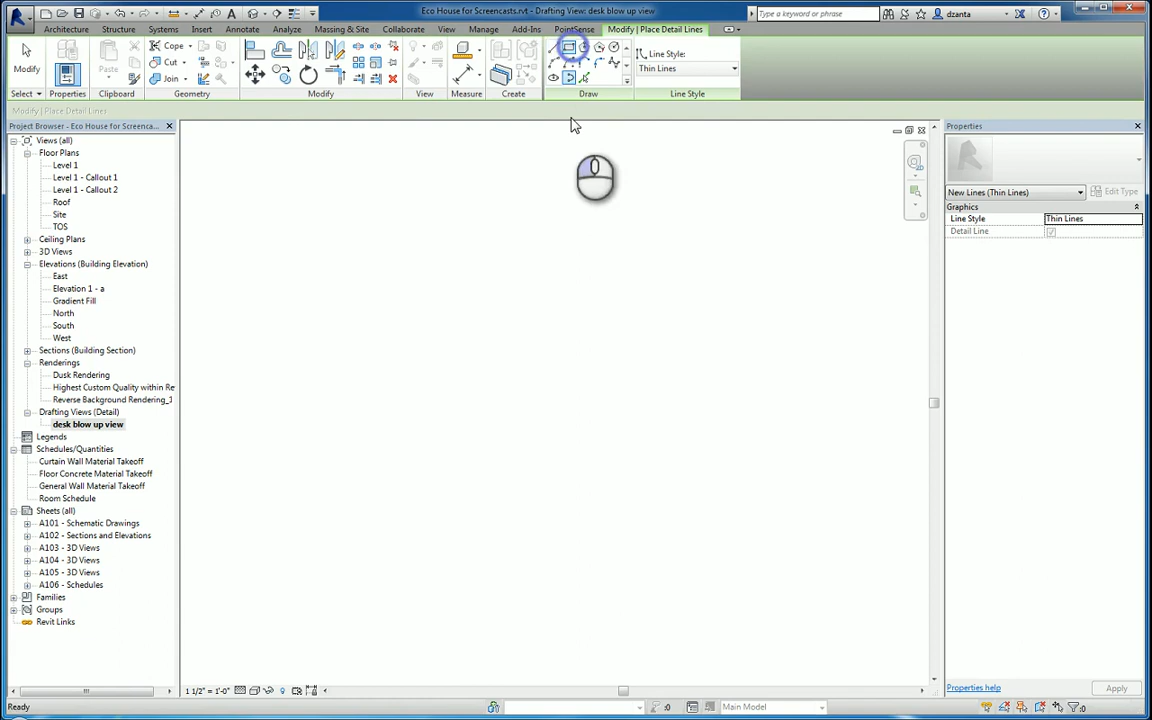 Eco House for Screencasts.rvt - Drafting View: desk blow up view
Type a keyword or phrase
dzanta
Architecture Structure Systems Insert Annotate Analyze Massing & Site Collaborate View Manage Add-Ins PointSense Modify | Place Detail Lines
Modify
Paste
Cope
Cut
Join
Line Style:
Thin Lines
Select Properties Clipboard Geometry Modify View Measure Create Draw Line Style
Modify | Place Detail Lines
Project Browser - Eco House for Screencas...
Properties
Views (all)
Floor Plans
Level 1
Level 1 - Callout 1
Level 1 - Callout 2
Roof
Site
TOS
Ceiling Plans
3D Views
Elevations (Building Elevation)
East
Elevation 1 - a
Gradient Fill
North
South
West
Sections (Building Section)
Renderings
Dusk Rendering
Highest Custom Quality within Re
Reverse Background Rendering_1
Drafting Views (Detail)
desk blow up view
Legends
Schedules/Quantities
Curtain Wall Material Takeoff
Floor Concrete Material Takeoff
General Wall Material Takeoff
Room Schedule
Sheets (all)
A101 - Schematic Drawings
A102 - Sections and Elevations
A103 - 3D Views
A104 - 3D Views
A105 - 3D Views
A106 - Schedules
Families
Groups
Revit Links
New Lines (Thin Lines)
Edit Type
Graphics
Line Style Thin Lines
Detail Line
1 1/2" = 1'-0"
Properties help
Apply
Ready
:0
Main Model
:0